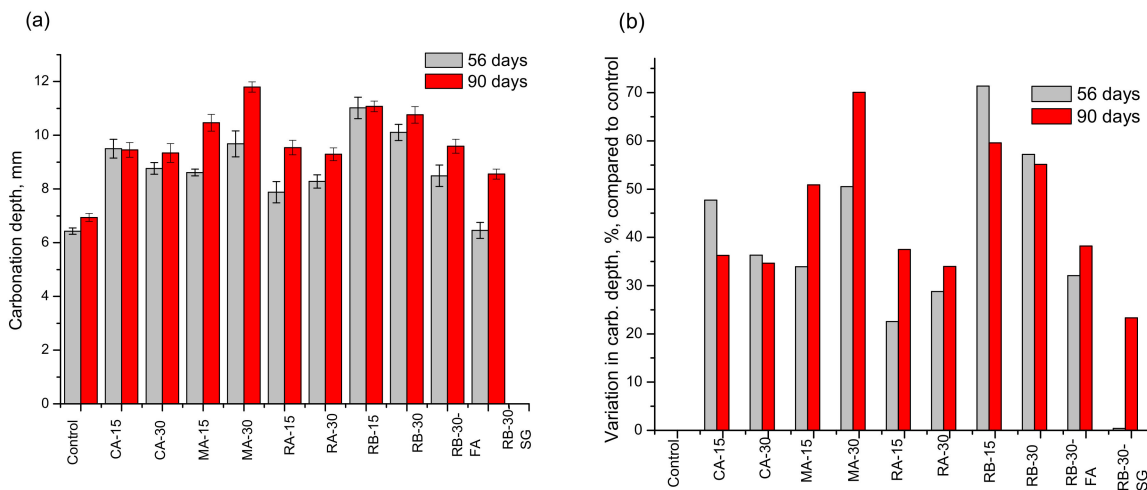 (a)
56 days
90 days
Carbonation depth, mm
12
10
8
6
4
2
0
Control
CA-15
CA-30
MA-15
MA-30
RA-15
RA-30
RB-15
RB-30
RB-30-
FA
RB-30-
SG
(b)
56 days
90 days
Variation in carb. depth, %, compared to control
70
60
50
40
30
20
10
0
Control
CA-15
CA-30
MA-15
MA-30
RA-15
RA-30
RB-15
RB-30
RB-30-
FA
RB-30-
SG